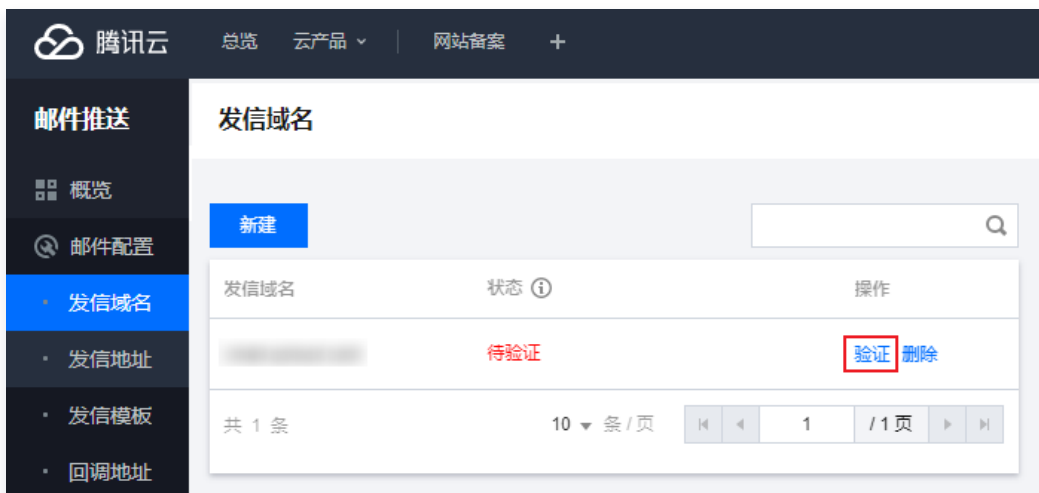 腾讯云 总览 云产品 网站备案 +
邮件推送
发信域名
概览
新建
邮件配置
发信域名 状态 操作
发信域名
待验证 验证 删除
发信地址
发信模板
共 1 条 10 条 / 页 1 / 1 页
回调地址